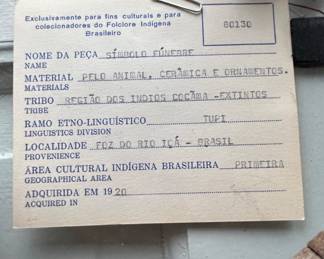 Exclusivamente para fins culturais e para
colecionadores do Folclore Indígena
Brasileiro
60130
NOME DA PEÇA SÍMBOLO FÚNEBRE
NAME
MATERIAL PELO ANIMAL, CERÂMICA E ORNAMENTOS.
MATERIALS
TRIBO REGIÃO DOS INDIOS COCAMA-EXTINTOS
TRIBE
RAMO ETNO-LINGUÍSTICO TUPI
LINGUISTICS DIVISION
LOCALIDADE FOZ DO RIO IÇÁ - BRASIL
PROVENIENCE
ÁREA CULTURAL INDÍGENA BRASILEIRA PRIMEIRA
GEOGRAPHICAL AREA
ADQUIRIDA EM 1920
ACQUIRED IN